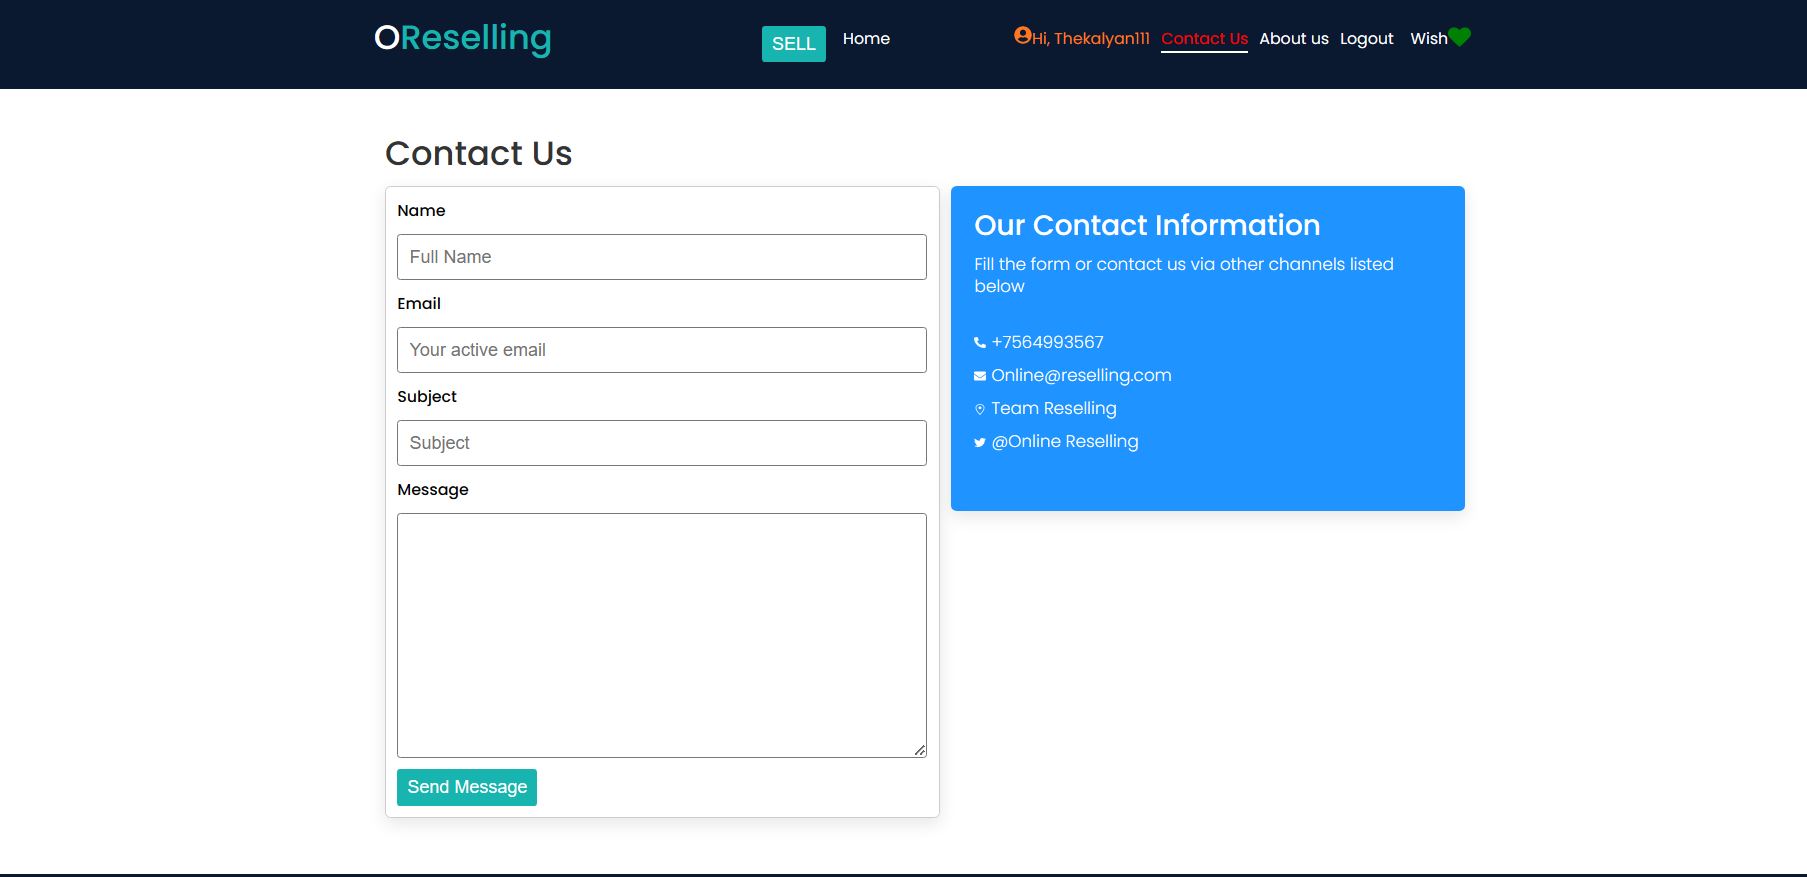 OReselling
SELL
Home
Hi, Thekalyan111
Contact Us
About us
Logout
Wish
Contact Us
Name
Full Name
Email
Your active email
Subject
Subject
Message
Send Message
Our Contact Information
Fill the form or contact us via other channels listed
below
+7564993567
Online@reselling.com
Team Reselling
@Online Reselling